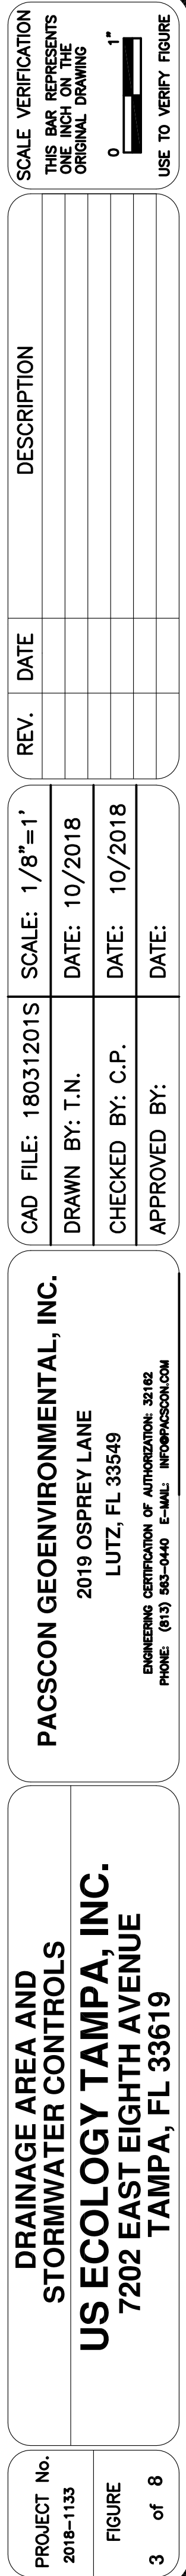 PROJECT No.
2018-1133
FIGURE
3 of 8
DRAINAGE AREA AND
STORMWATER CONTROLS
US ECOLOGY TAMPA, INC.
7202 EAST EIGHTH AVENUE
TAMPA, FL 33619
PACSCON GEOENVIRONMENTAL, INC.
2019 OSPREY LANE
LUTZ, FL 33549
ENGINEERING CERTIFICATION OF AUTHORIZATION: 32162
PHONE: (813) 563-0440 E-MAIL: INFO@PACSCON.COM
CAD FILE: 18031201S SCALE: 1/8"=1'
DRAWN BY: T.N. DATE: 10/2018
CHECKED BY: C.P. DATE: 10/2018
APPROVED BY: DATE:
REV. DATE DESCRIPTION
SCALE VERIFICATION
THIS BAR REPRESENTS
ONE INCH ON THE
ORIGINAL DRAWING
0 1"
USE TO VERIFY FIGURE